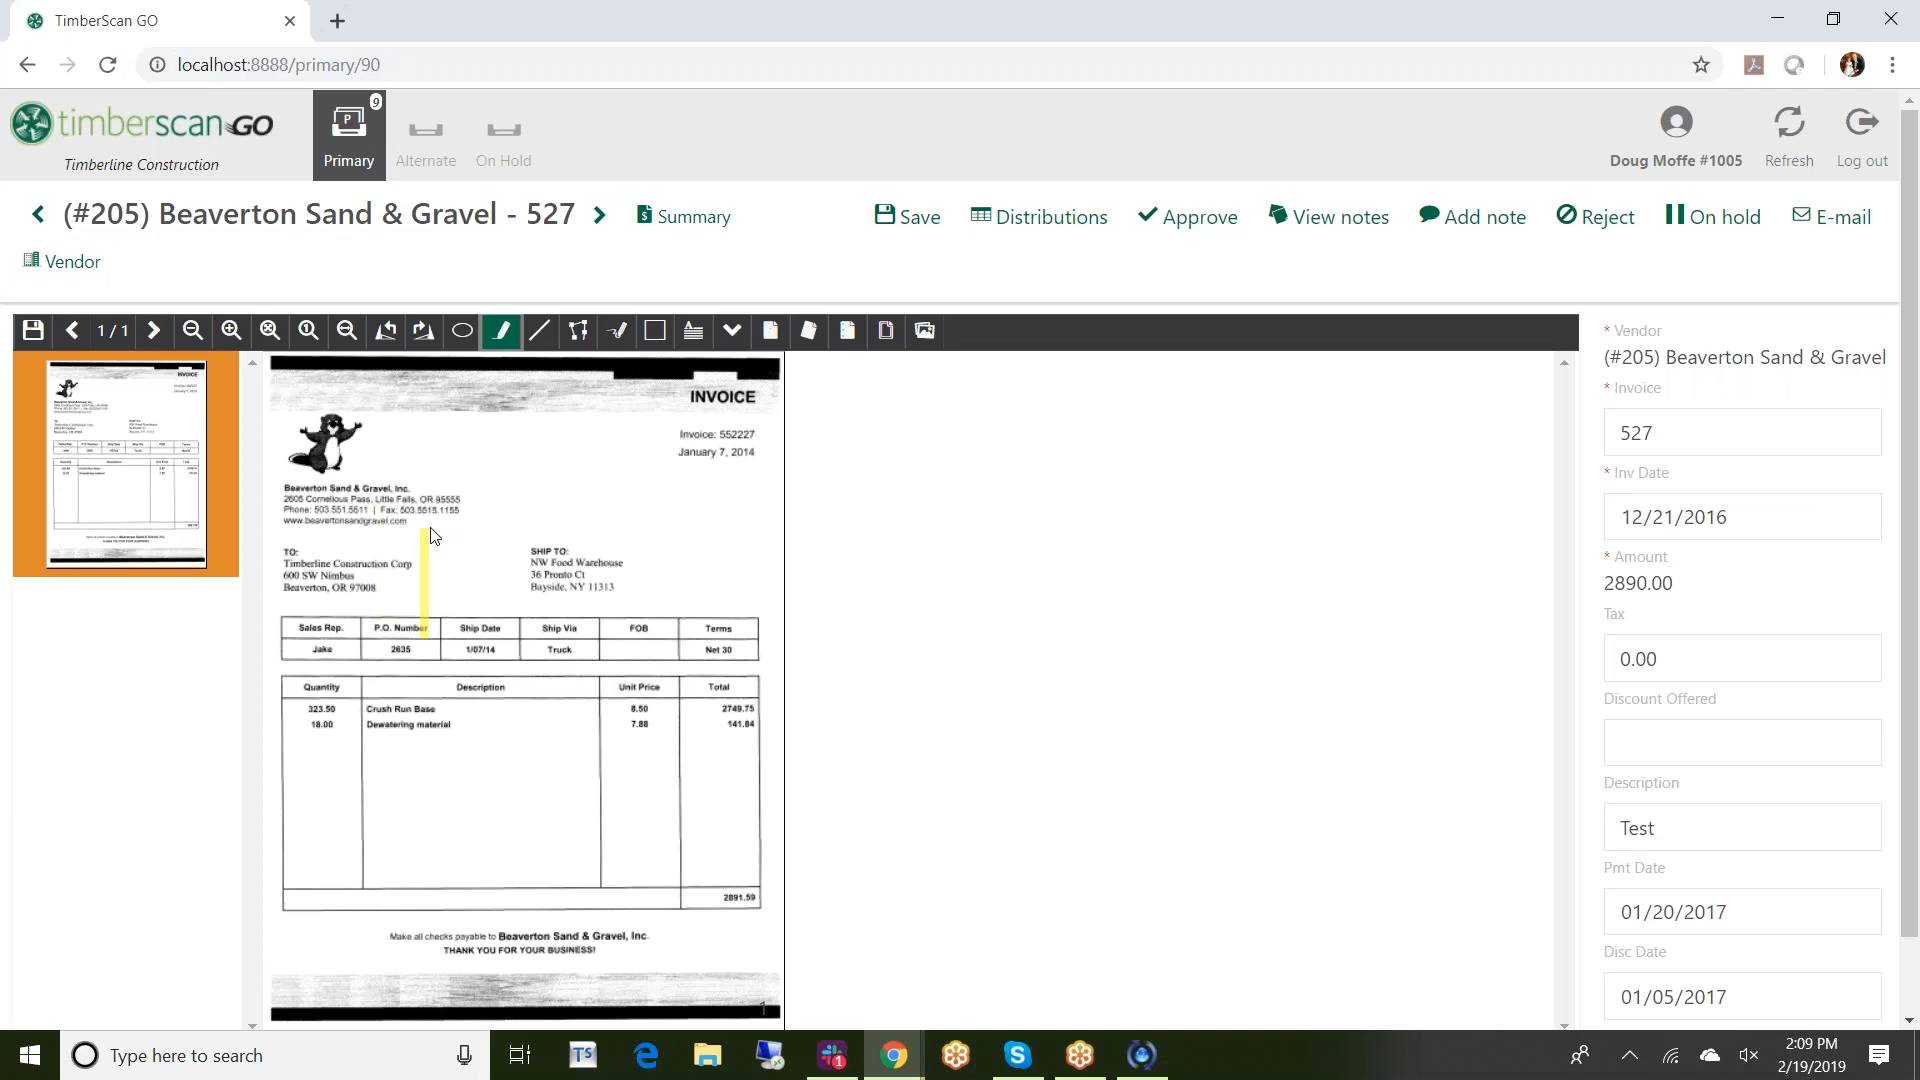 TimberScan GO
localhost:8888/primary/90
timberscan GO
Timberline Construction
P
9
Primary
Alternate
On Hold
Doug Moffe #1005
Refresh
Log out
(#205) Beaverton Sand & Gravel - 527
Summary
Save
Distributions
Approve
View notes
Add note
Reject
On hold
E-mail
Vendor
1 / 1
INVOICE
Invoice: 552227
January 7, 2014
Beaverton Sand & Gravel, Inc.
2605 Cornelious Pass, Little Falls, OR 95555
Phone: 503.551.5511 | Fax: 503.5515.1155
www.beavertonsandgravel.com
TO:
Timberline Construction Corp
600 SW Nimbus
Beaverton, OR 97008
SHIP TO:
NW Food Warehouse
36 Pronto Ct
Bayside, NY 11313
Sales Rep. P.O. Number Ship Date Ship Via FOB Terms
Jake 2635 1/07/14 Truck Net 30
Quantity Description Unit Price Total
323.50 Crush Run Base 8.50 2749.75
18.00 Dewatering material 7.88 141.84
2891.59
Make all checks payable to Beaverton Sand & Gravel, Inc.
THANK YOU FOR YOUR BUSINESS!
1
* Vendor
(#205) Beaverton Sand & Gravel
* Invoice
527
* Inv Date
12/21/2016
* Amount
2890.00
Tax
0.00
Discount Offered
Description
Test
Pmt Date
01/20/2017
Disc Date
01/05/2017
Type here to search
TS
1
2:09 PM
2/19/2019